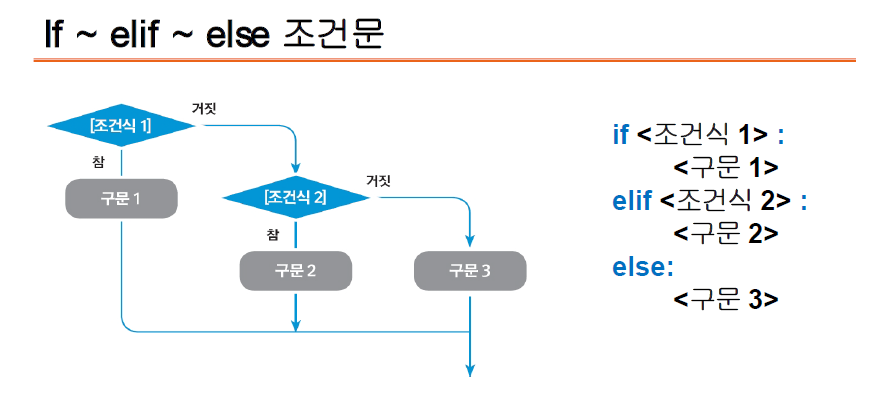 If ~ elif ~ else 조건문
거짓
[조건식 1]
참
구문 1
거짓
[조건식 2]
참
구문 2
구문 3
if <조건식 1> :
<구문 1>
elif <조건식 2> :
<구문 2>
else:
<구문 3>